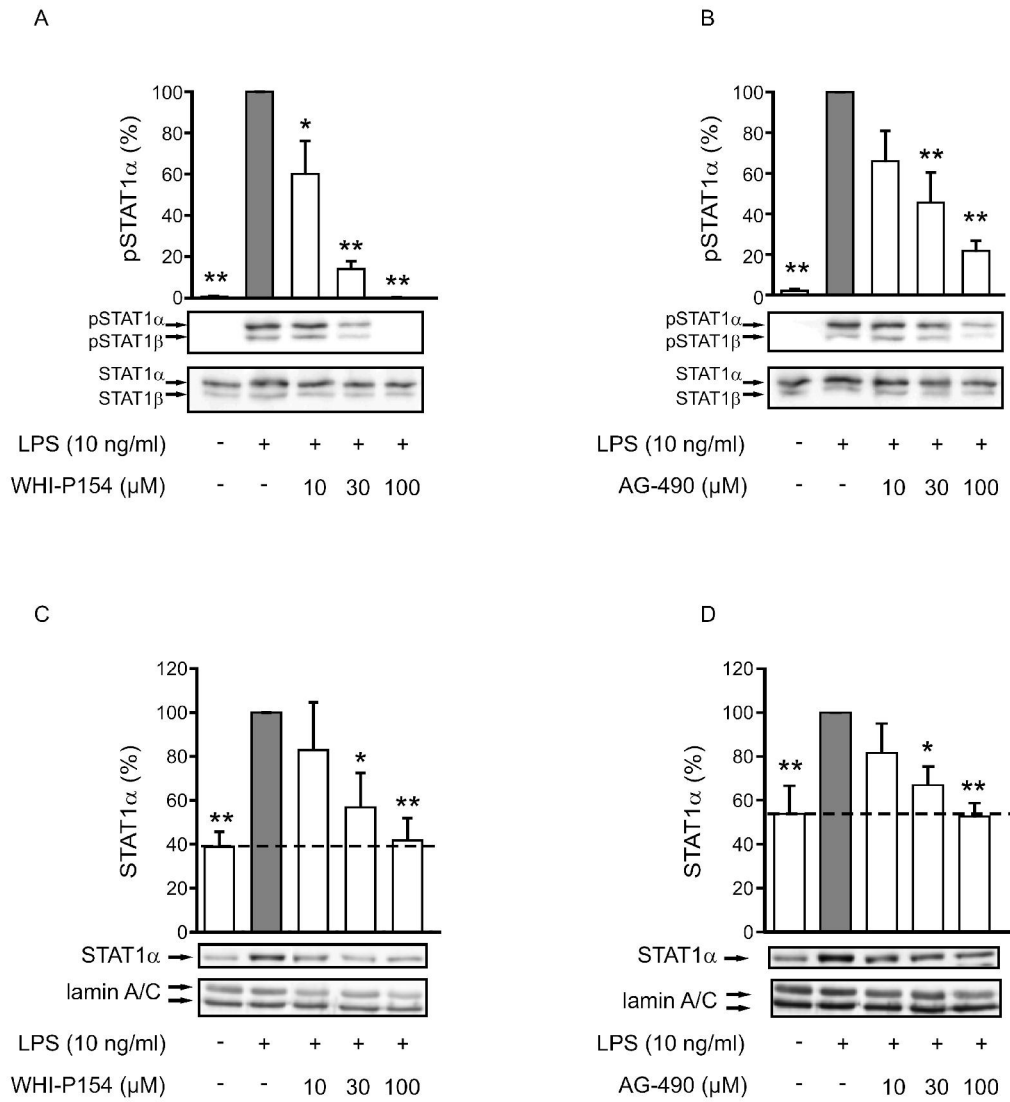 A
pSTAT1α (%)
100
80
60
40
20
0
**
*
**
**
pSTAT1α
pSTAT1β
STAT1α
STAT1β
LPS (10 ng/ml) - + + + +
WHI-P154 (µM) - - 10 30 100
B
pSTAT1α (%)
100
80
60
40
20
0
**
**
**
pSTAT1α
pSTAT1β
STAT1α
STAT1β
LPS (10 ng/ml) - + + + +
AG-490 (µM) - - 10 30 100
C
STAT1α (%)
120
100
80
60
40
20
0
**
*
**
STAT1α
lamin A/C
LPS (10 ng/ml) - + + + +
WHI-P154 (µM) - - 10 30 100
D
STAT1α (%)
120
100
80
60
40
20
0
**
*
**
STAT1α
lamin A/C
LPS (10 ng/ml) - + + + +
AG-490 (µM) - - 10 30 100